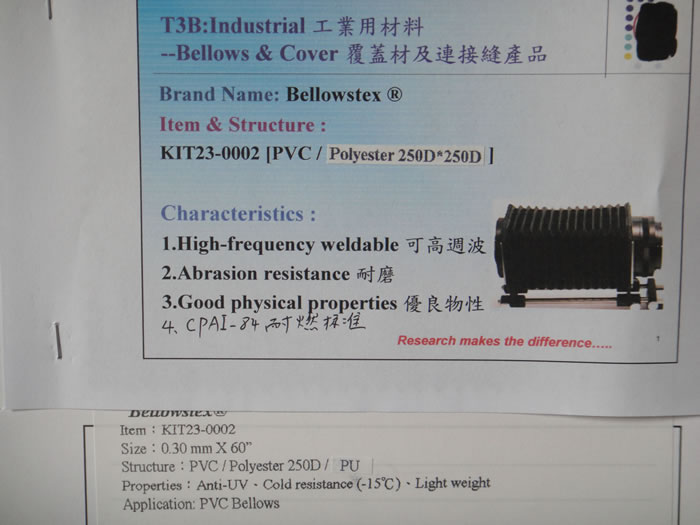 T3B:Industrial 工業用材料
--Bellows & Cover 覆蓋材及連接縫產品
Brand Name: Bellowstex ®
Item & Structure :
KIT23-0002 [PVC / Polyester 250D*250D ]
Characteristics :
1.High-frequency weldable 可高週波
2.Abrasion resistance 耐磨
3.Good physical properties 優良物性
4. CPAI-84 耐燃標准
Research makes the difference.....
1
Bellowstex®
Item：KIT23-0002
Size：0.30 mm X 60”
Structure：PVC / Polyester 250D / PU
Properties：Anti-UV、Cold resistance (-15℃)、Light weight
Application: PVC Bellows